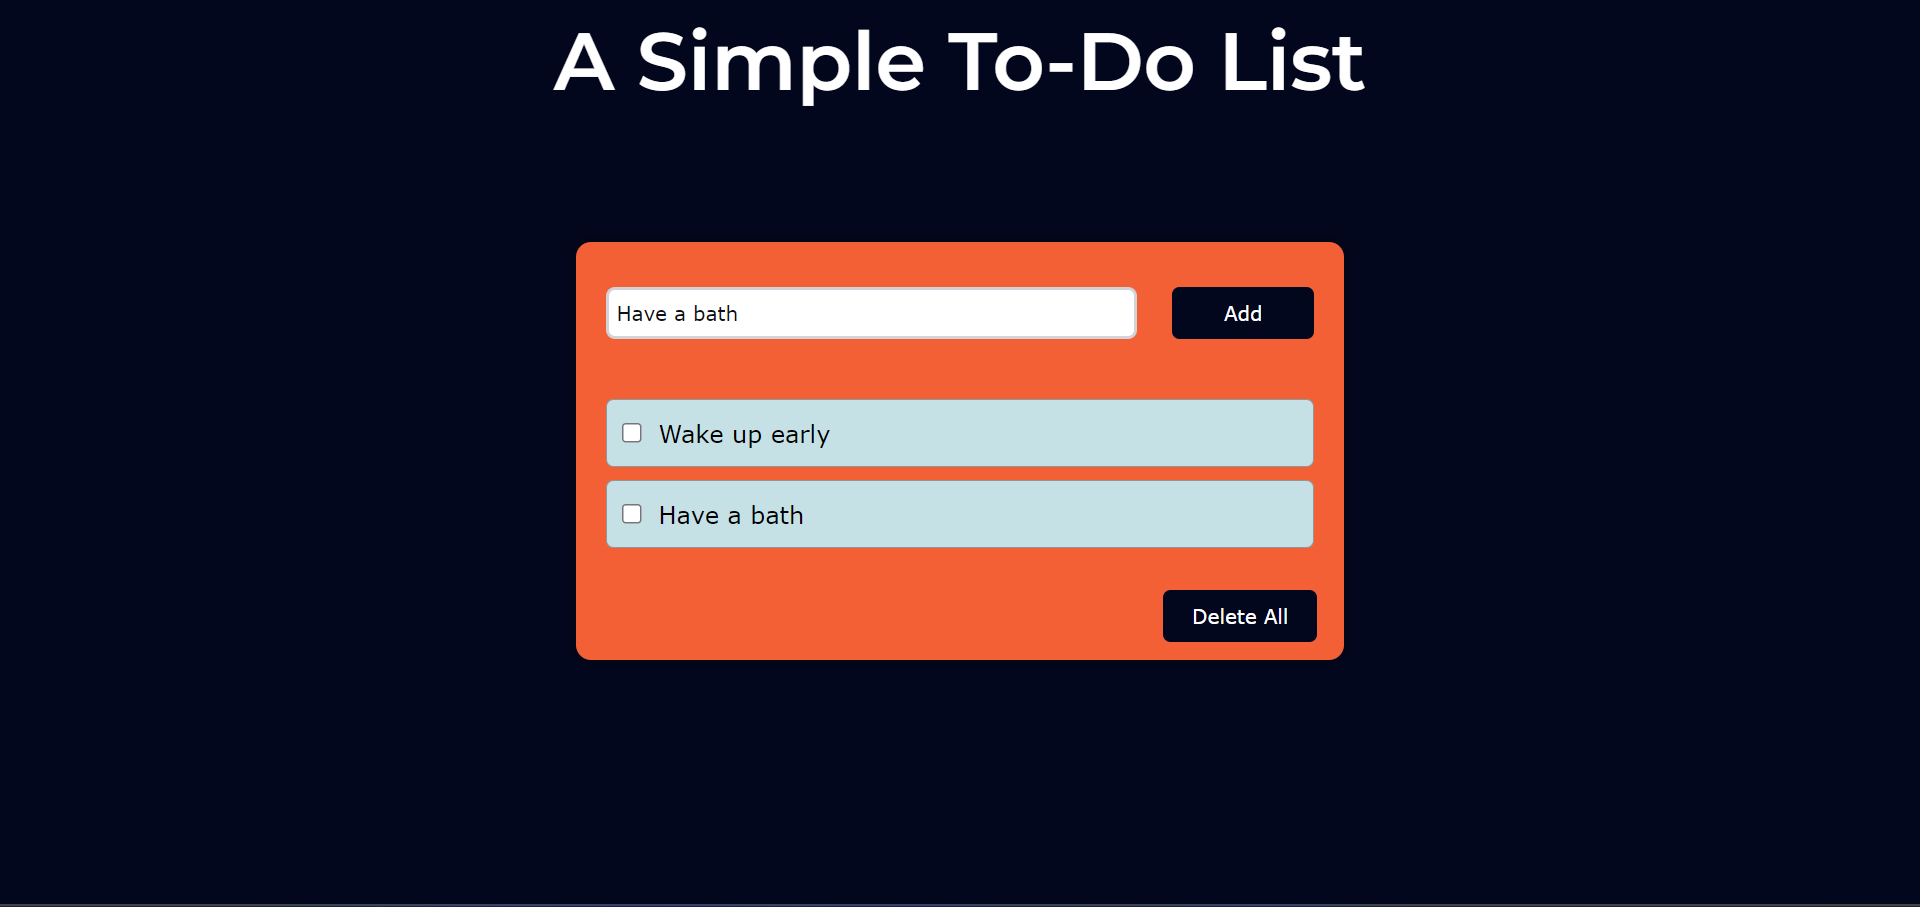 A Simple To-Do List
Have a bath
Add
Wake up early
Have a bath
Delete All